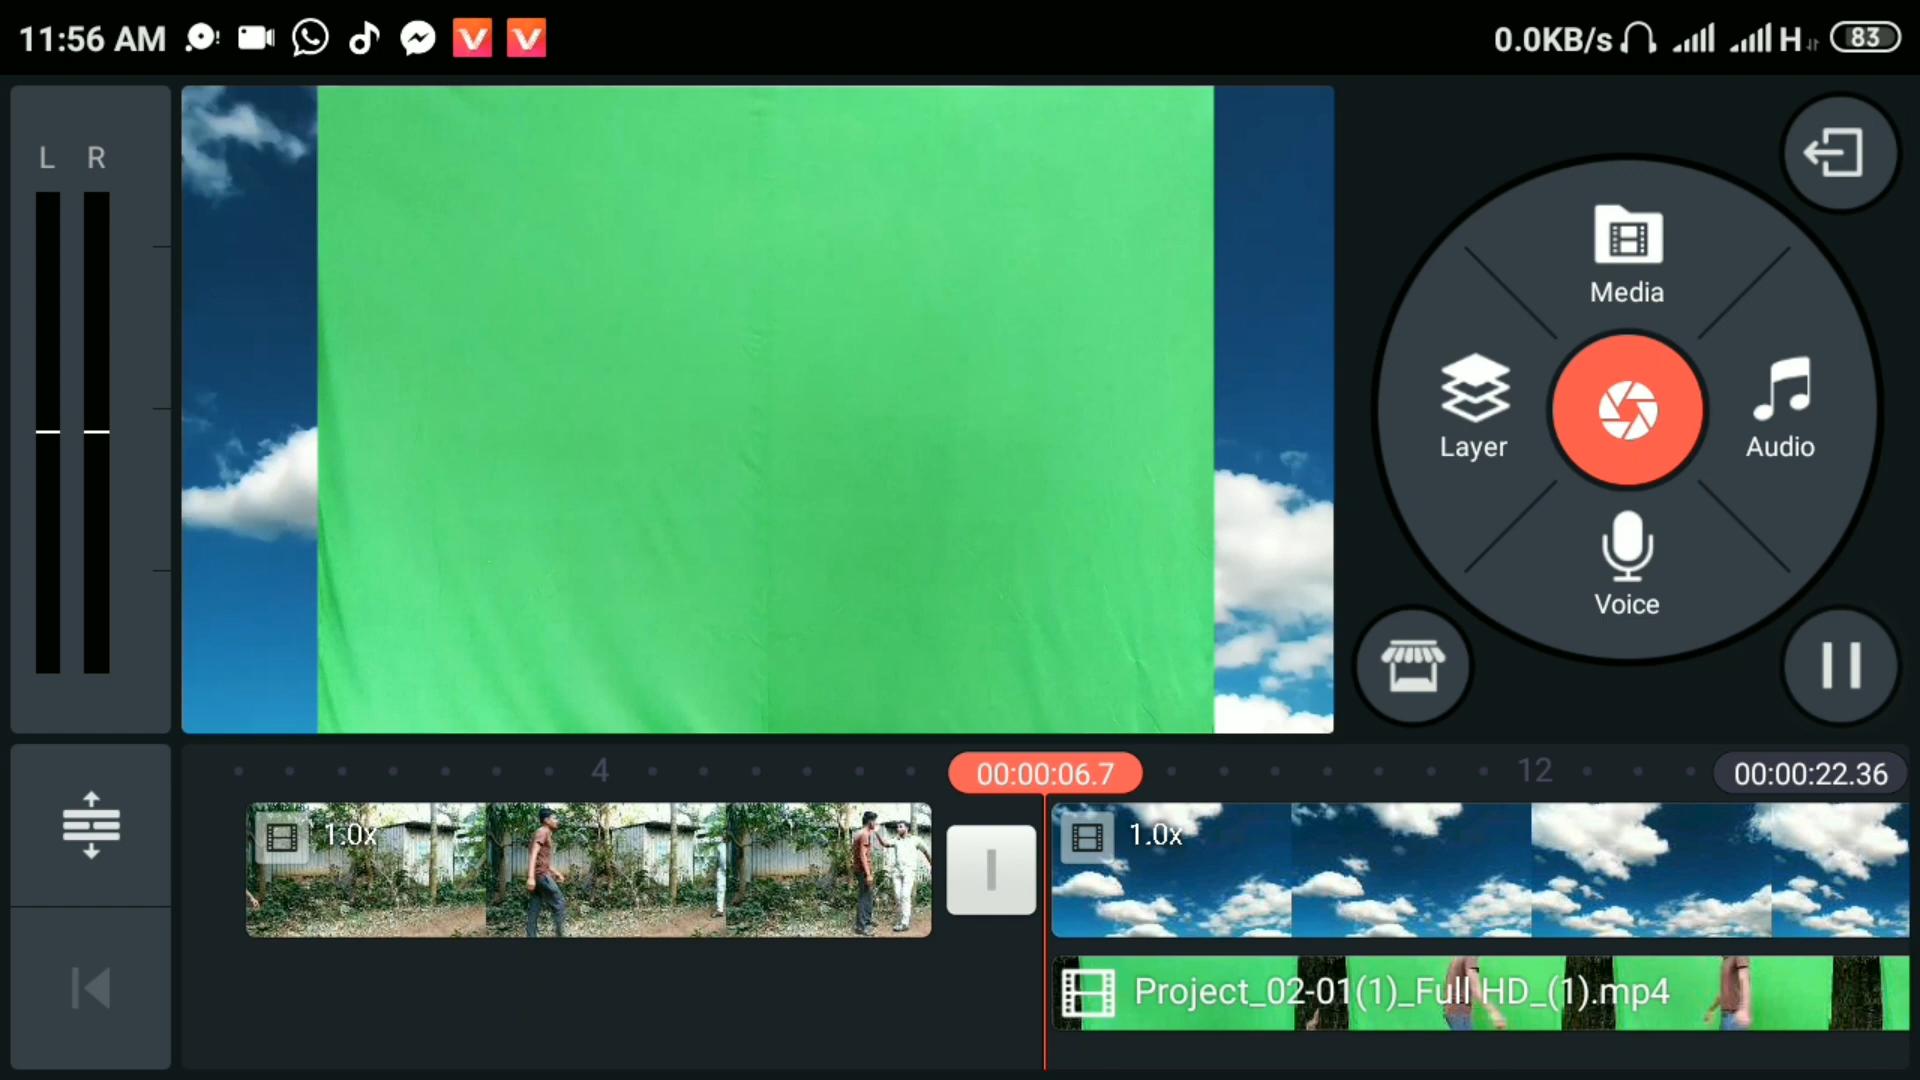 11:56 AM
0.0KB/s
H
83
L R
Media
Layer
Audio
Voice
4
00:00:06.7
12
00:00:22.36
1.0x
1.0x
Project_02-01(1)_Full HD_(1).mp4